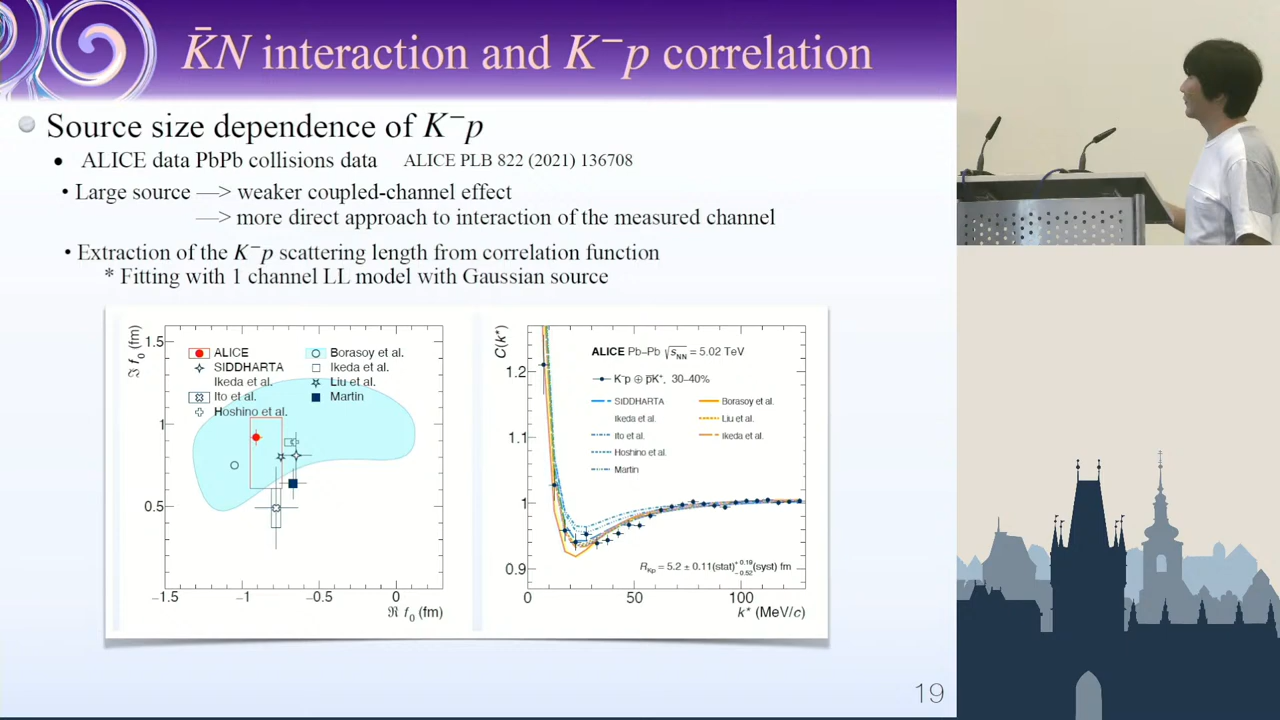 K̄N interaction and K⁻p correlation
Source size dependence of K⁻p
• ALICE data PbPb collisions data ALICE PLB 822 (2021) 136708
• Large source —> weaker coupled-channel effect
—> more direct approach to interaction of the measured channel
• Extraction of the K⁻p scattering length from correlation function
* Fitting with 1 channel LL model with Gaussian source
ℑ f₀ (fm)
1.5
1
0.5
ALICE
SIDDHARTA
Ikeda et al.
Ito et al.
Hoshino et al.
Borasoy et al.
Ikeda et al.
Liu et al.
Martin
−1.5 −1 −0.5 0
ℜ f₀ (fm)
C(k*)
1.2
1.1
1
0.9
ALICE Pb–Pb √sNN = 5.02 TeV
K⁻p ⊕ p̄K⁺, 30-40%
SIDDHARTA
Ikeda et al.
Ito et al.
Hoshino et al.
Martin
Borasoy et al.
Liu et al.
Ikeda et al.
RKp = 5.2 ± 0.11(stat)+0.19−0.52(syst) fm
0 50 100
k* (MeV/c)
19